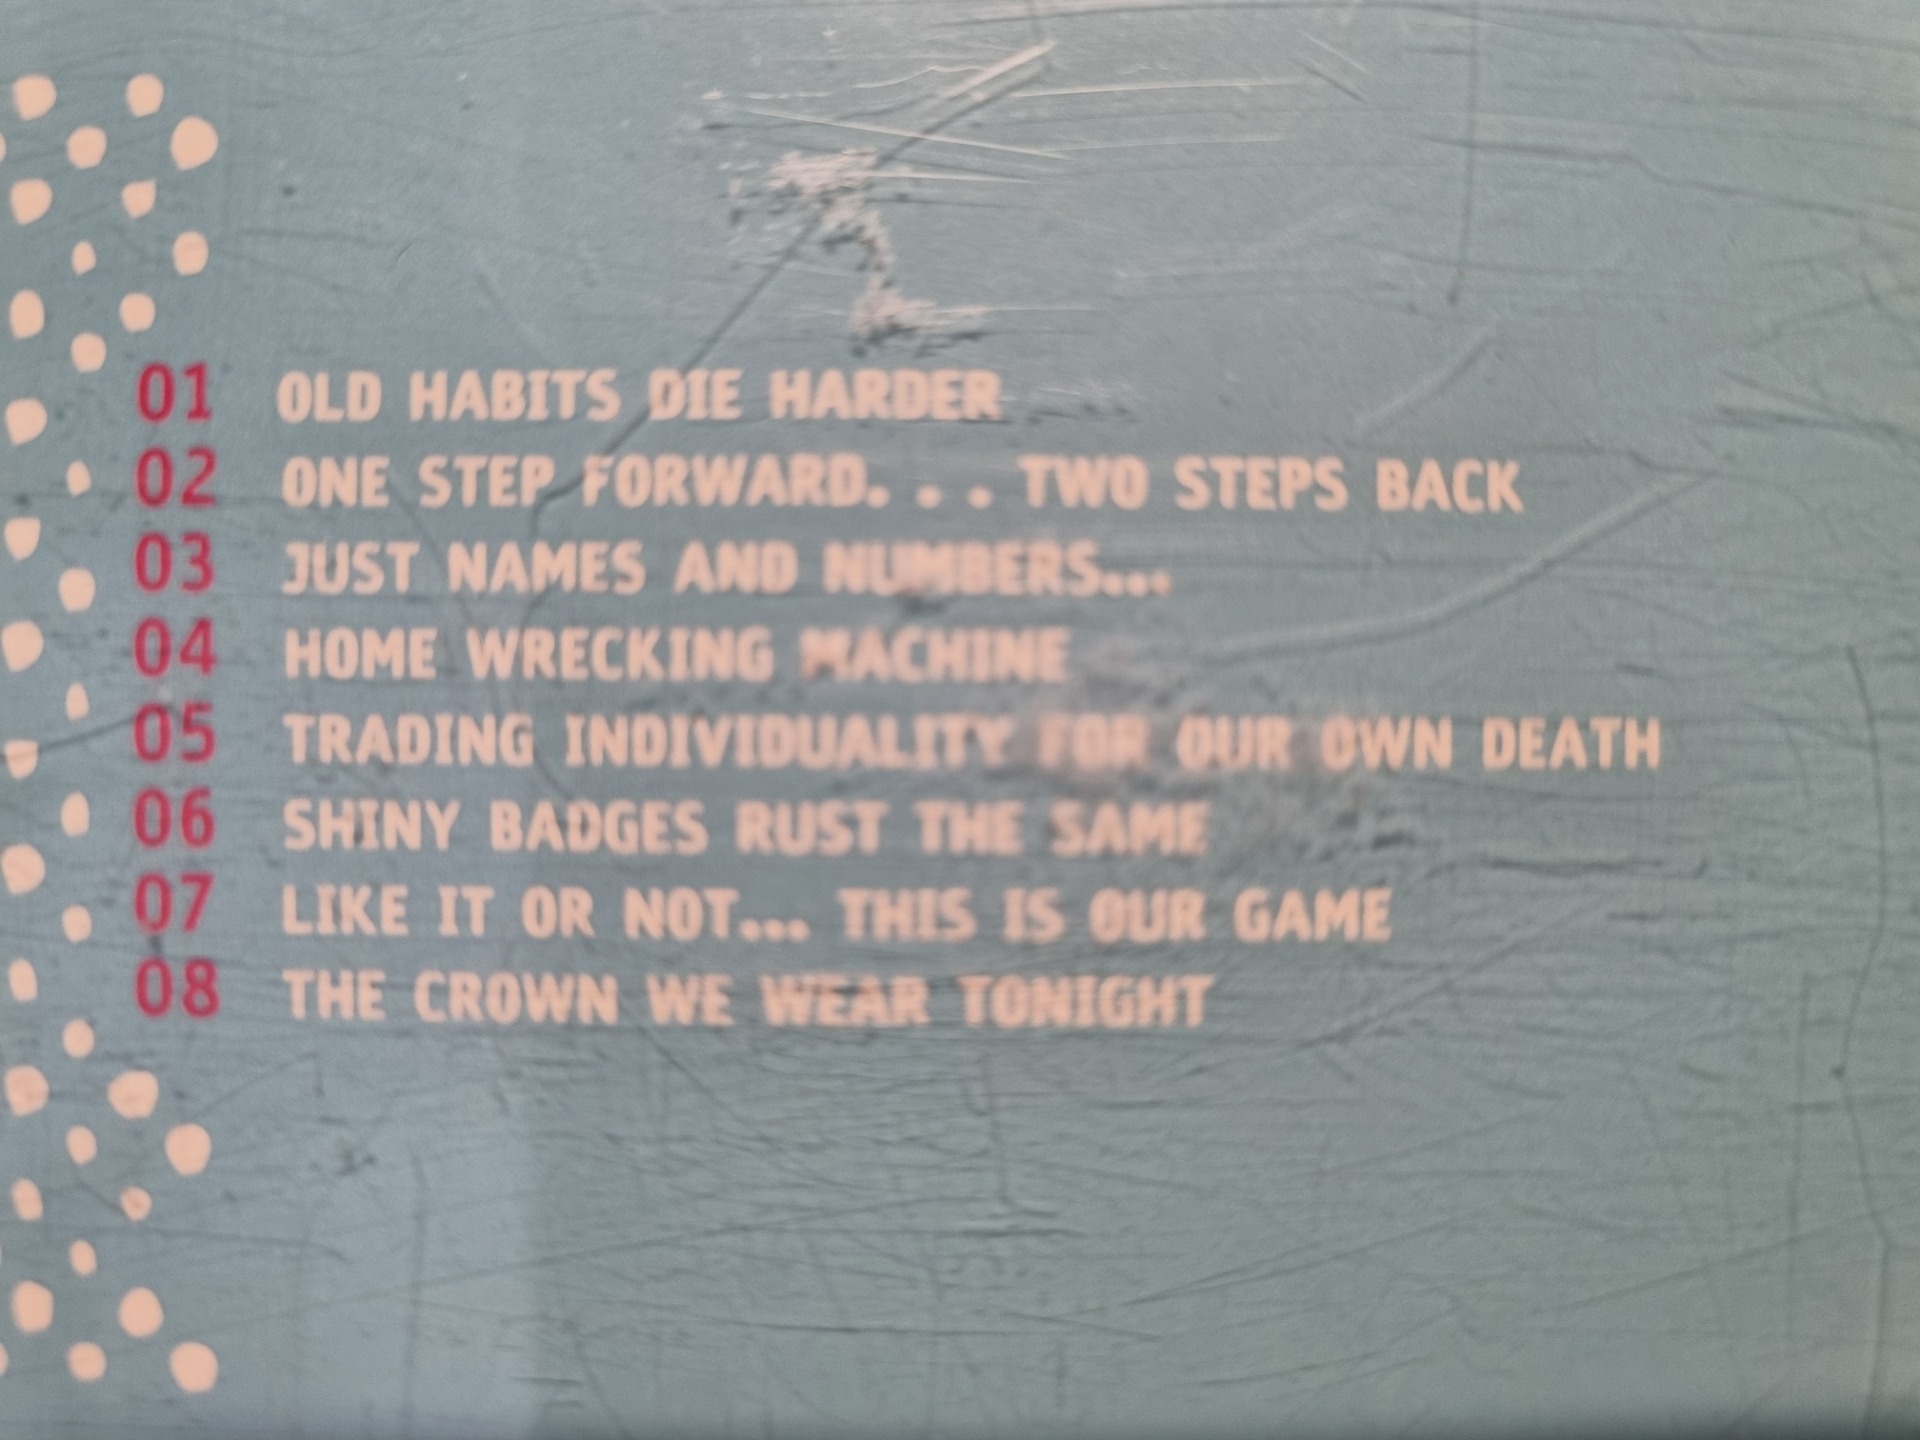 01 OLD HABITS DIE HARDER
02 ONE STEP FORWARD. . . TWO STEPS BACK
03 JUST NAMES AND NUMBERS...
04 HOME WRECKING MACHINE
05 TRADING INDIVIDUALITY FOR OUR OWN DEATH
06 SHINY BADGES RUST THE SAME
07 LIKE IT OR NOT... THIS IS OUR GAME
08 THE CROWN WE WEAR TONIGHT